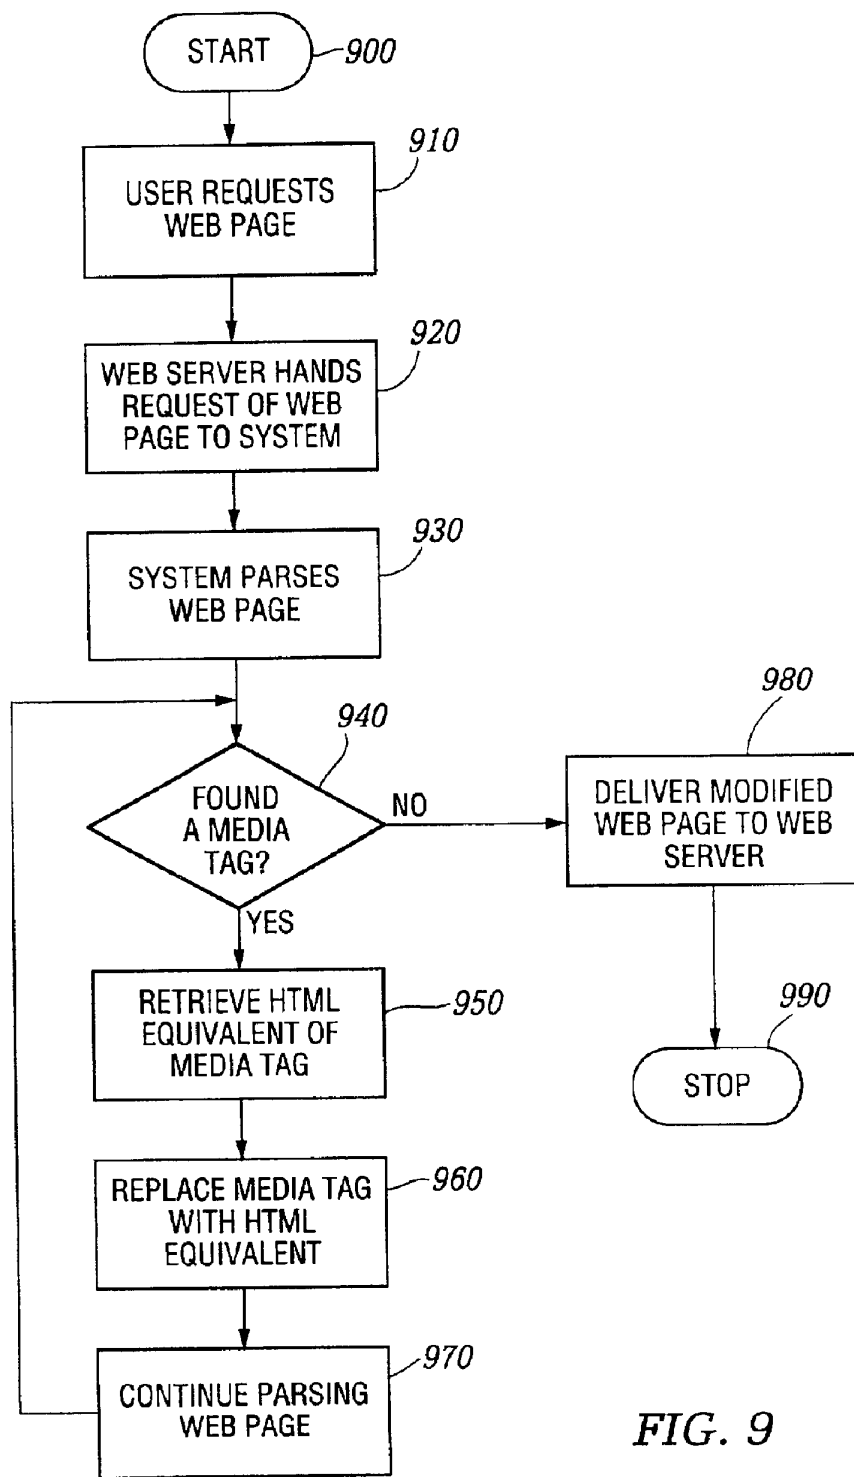 START
900
910
USER REQUESTS
WEB PAGE
920
WEB SERVER HANDS
REQUEST OF WEB
PAGE TO SYSTEM
930
SYSTEM PARSES
WEB PAGE
940
FOUND
A MEDIA
TAG?
NO
YES
980
DELIVER MODIFIED
WEB PAGE TO WEB
SERVER
950
RETRIEVE HTML
EQUIVALENT OF
MEDIA TAG
990
STOP
960
REPLACE MEDIA TAG
WITH HTML
EQUIVALENT
970
CONTINUE PARSING
WEB PAGE
FIG. 9